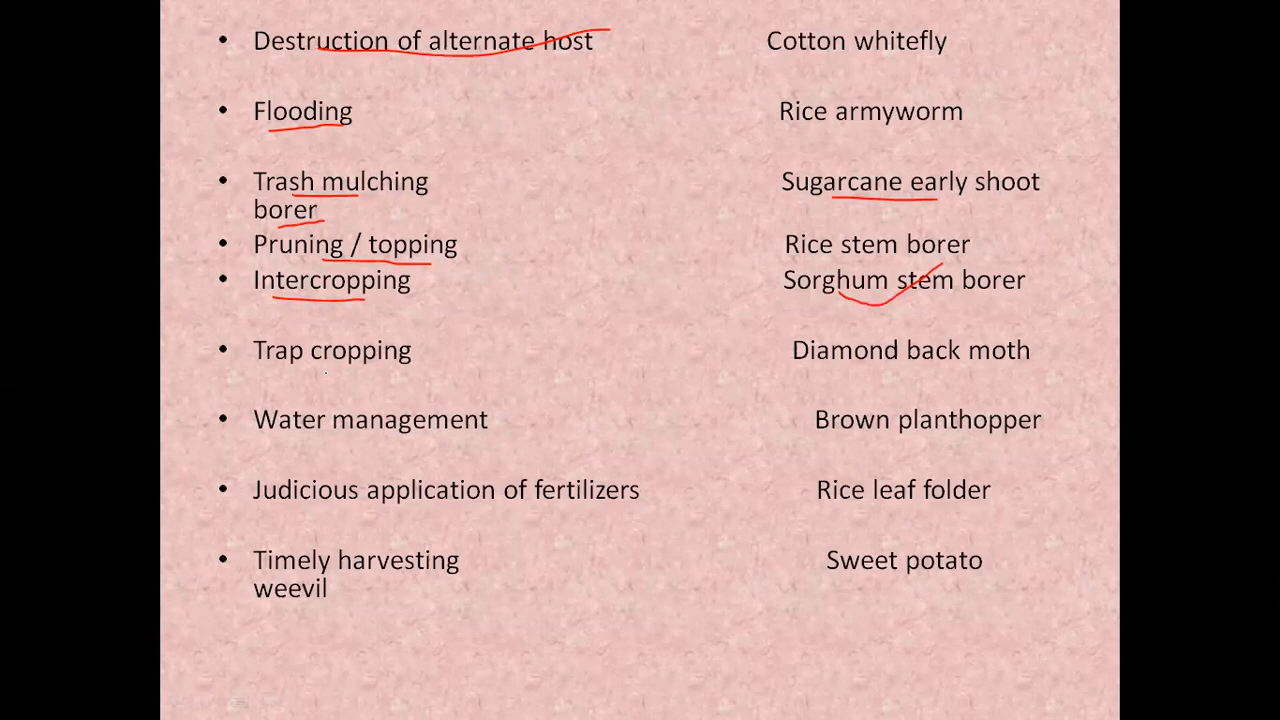 • Destruction of alternate host Cotton whitefly
• Flooding Rice armyworm
• Trash mulching Sugarcane early shoot
borer
• Pruning / topping Rice stem borer
• Intercropping Sorghum stem borer
• Trap cropping Diamond back moth
• Water management Brown planthopper
• Judicious application of fertilizers Rice leaf folder
• Timely harvesting Sweet potato
weevil